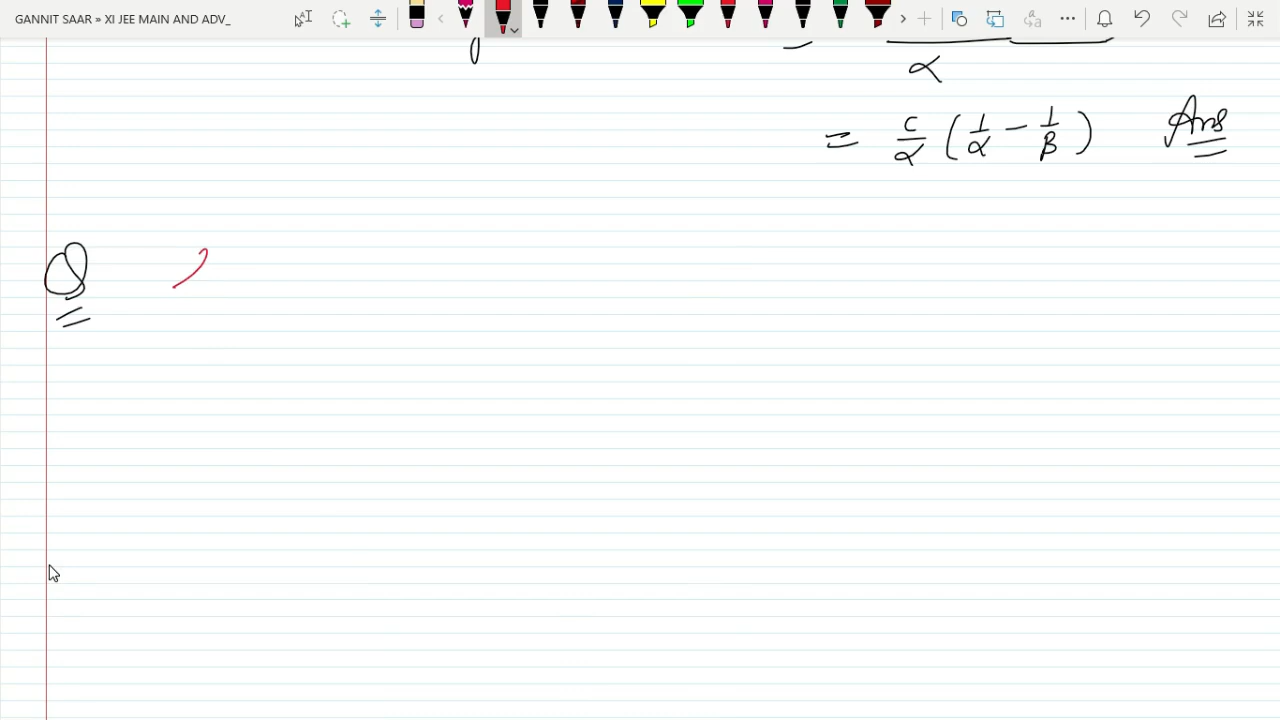 GANNIT SAAR » XI JEE MAIN AND ADV_
α
= c/α (1/α − 1/β) Ans
Q